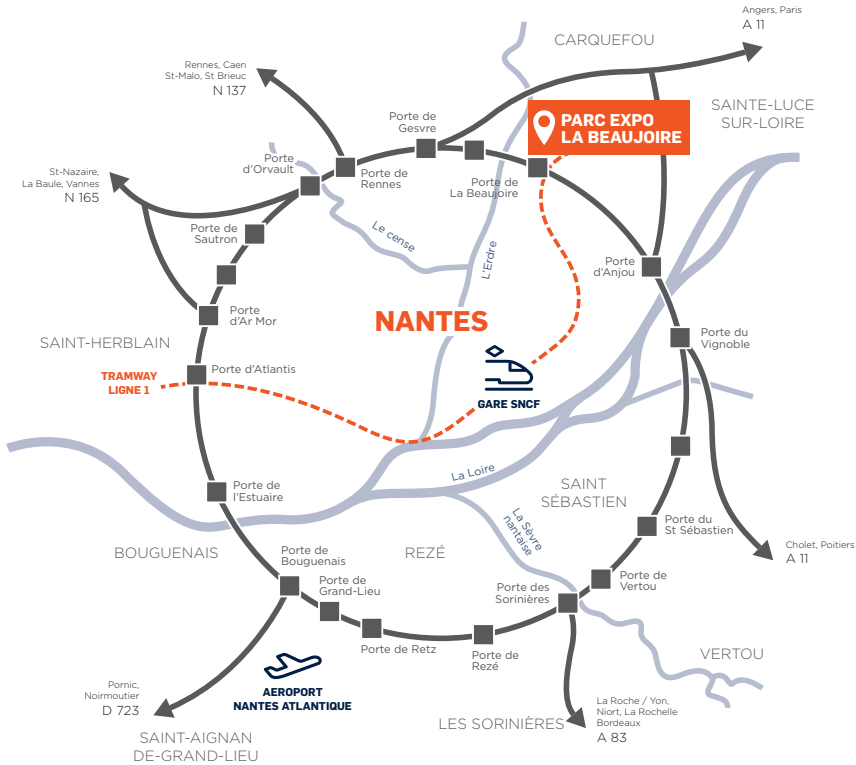 Angers, Paris
A 11
CARQUEFOU
Rennes, Caen
St-Malo, St Brieuc
N 137
SAINTE-LUCE
SUR-LOIRE
Porte de
Gesvre
PARC EXPO
LA BEAUJOIRE
Porte
d'Orvault
Porte de
Rennes
St-Nazaire,
La Baule, Vannes
N 165
Porte de
La Beaujoire
Porte de
Sautron
Le cense
L'Erdre
Porte
d'Anjou
Porte
d'Ar Mor
NANTES
Porte du
Vignoble
SAINT-HERBLAIN
TRAMWAY
LIGNE 1
Porte d'Atlantis
GARE SNCF
La Loire
Porte de
l'Estuaire
SAINT
SÉBASTIEN
La Sèvre
nantaise
Porte du
St Sébastien
BOUGUENAIS
REZÉ
Cholet, Poitiers
A 11
Porte de
Bouguenais
Porte de
Grand-Lieu
Porte des
Sorinières
Porte de
Vertou
Porte de Retz
Porte de
Rezé
VERTOU
AEROPORT
NANTES ATLANTIQUE
Pornic,
Noirmoutier
D 723
La Roche / Yon,
Niort, La Rochelle
Bordeaux
A 83
LES SORINIÈRES
SAINT-AIGNAN
DE-GRAND-LIEU